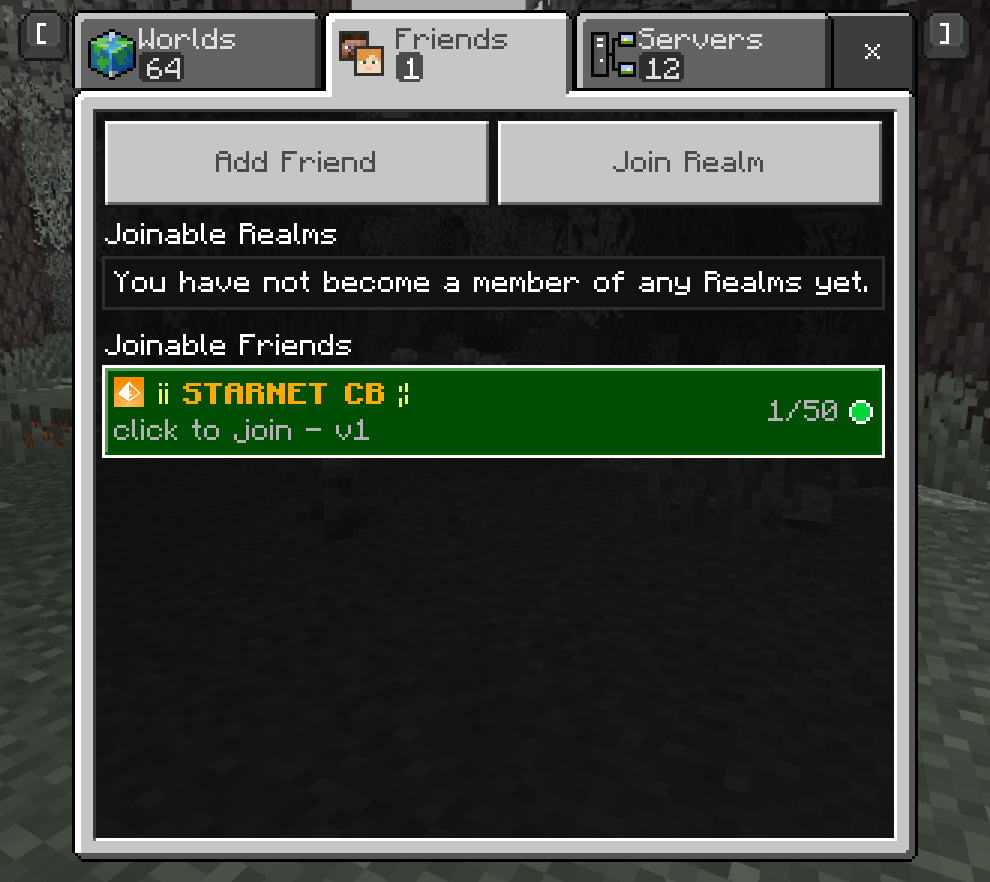 [
Worlds
64
Friends
1
Servers
12
×
]
Add Friend
Join Realm
Joinable Realms
You have not become a member of any Realms yet.
Joinable Friends
¡¡ STARNET CB ¦¦
click to join - v1
1/50